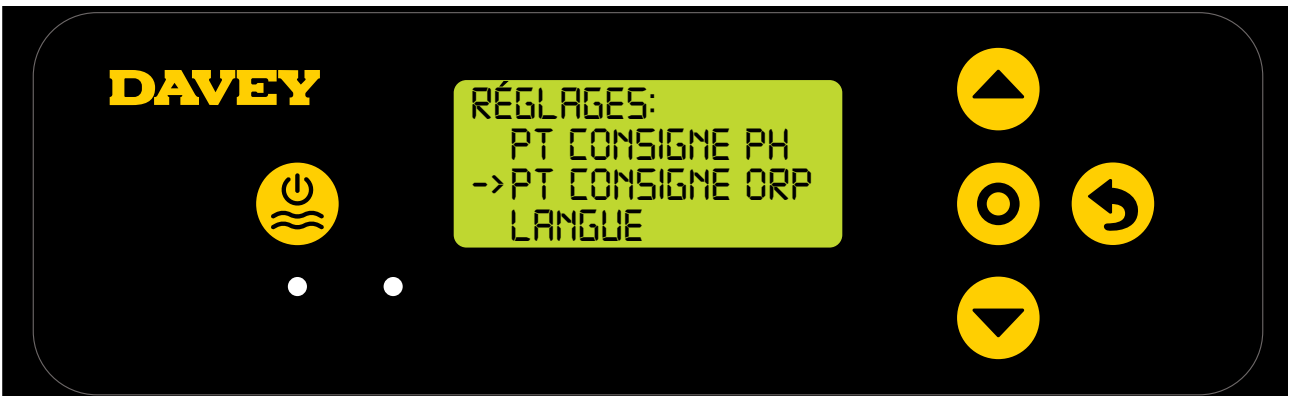 DAVEY
RÉGLAGES:
PT CONSIGNE PH
->PT CONSIGNE ORP
LANGUE